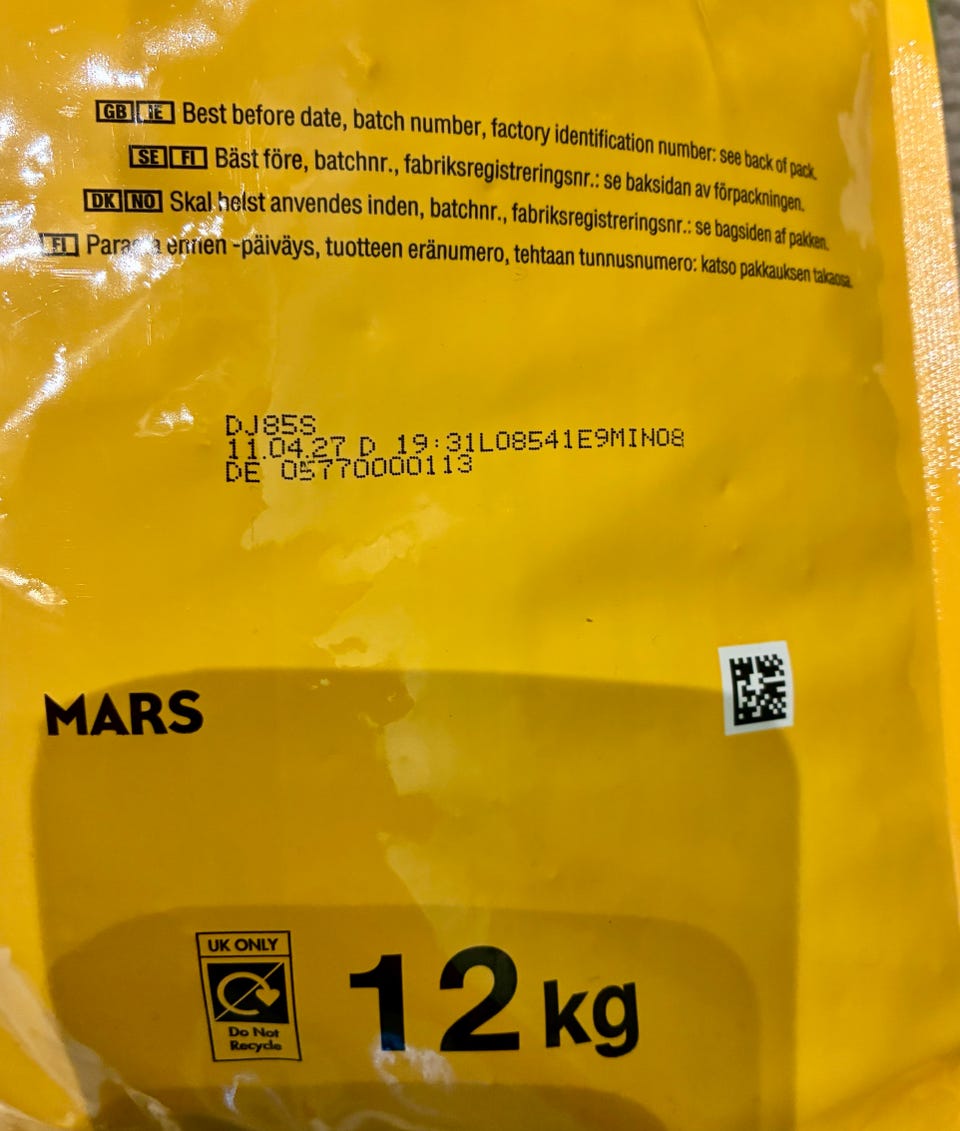 GB IE Best before date, batch number, factory identification number: see back of pack.
SE FI Bäst före, batchnr., fabriksregistreringsnr.: se baksidan av förpackningen.
DK NO Skal helst anvendes inden, batchnr., fabriksregistreringsnr.: se bagsiden af pakken.
FI Parasta ennen -päiväys, tuotteen eränumero, tehtaan tunnusnumero: katso pakkauksen takaosa.
DJ85S
11.04.27 D 19:31L08541E9MIN08
DE 05770000113
MARS
UK ONLY
Do Not
Recycle
12 kg